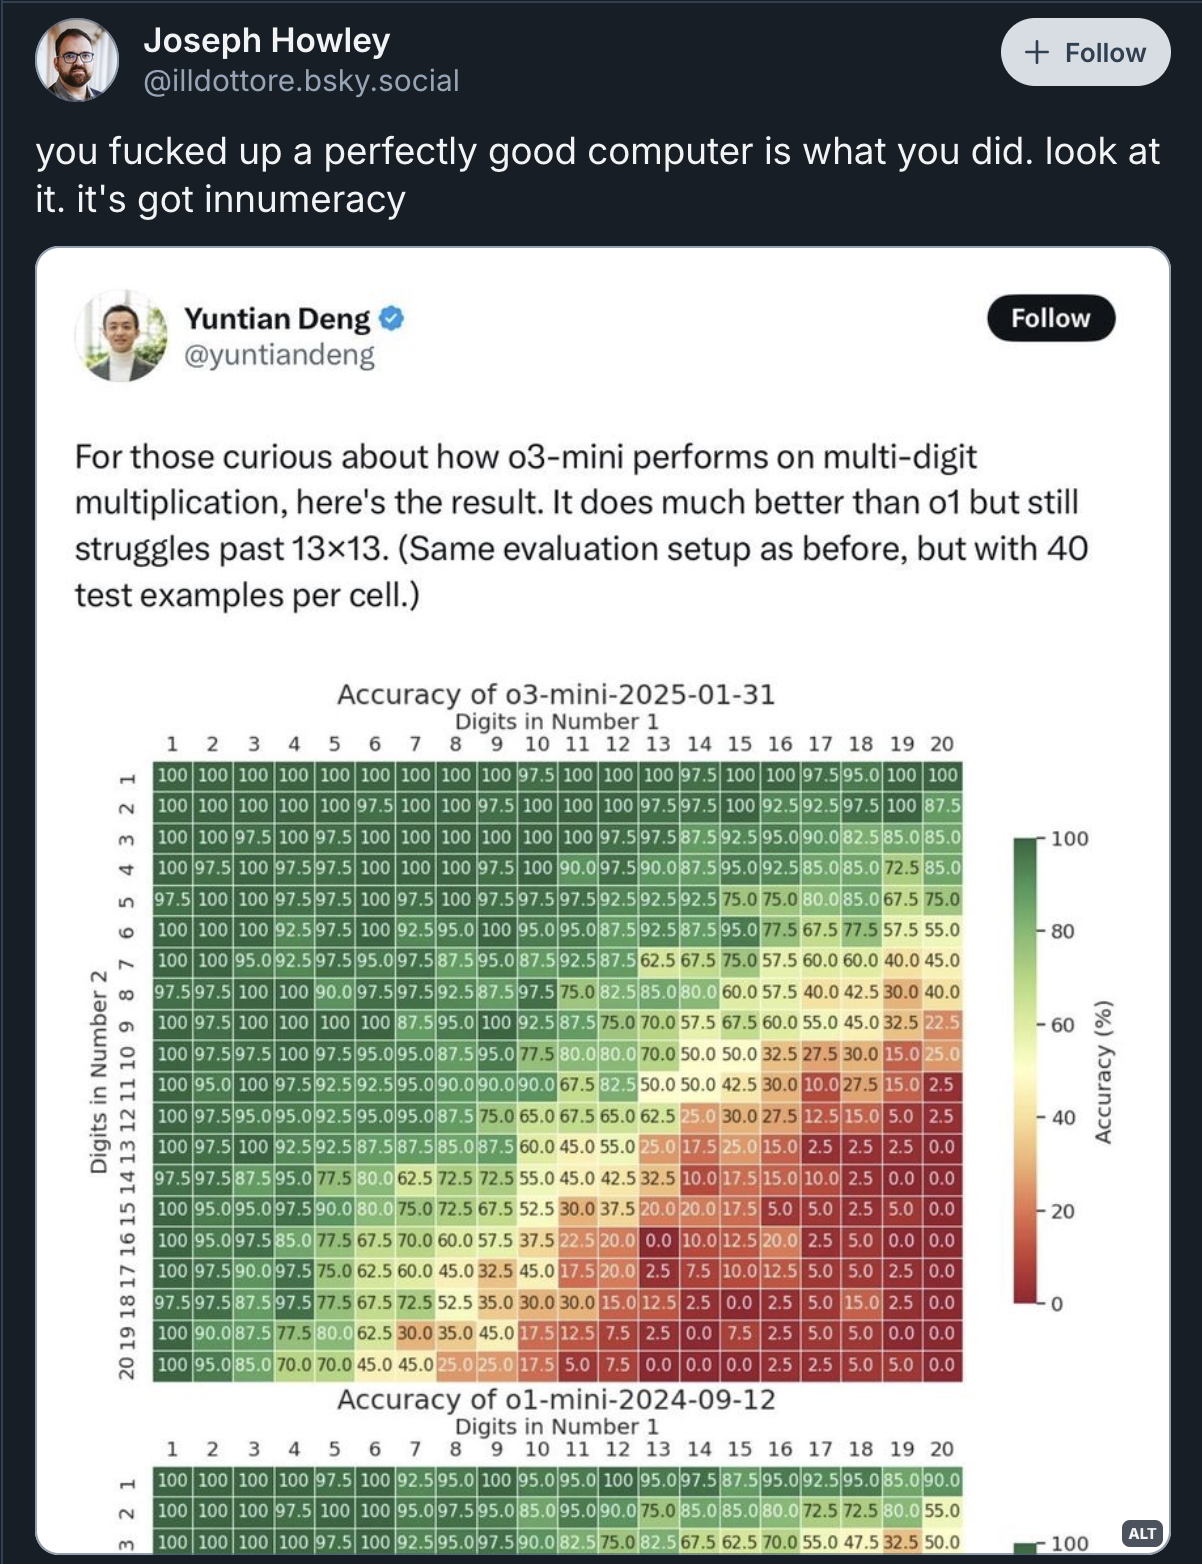 Joseph Howley
@illdottore.bsky.social
+ Follow
you fucked up a perfectly good computer is what you did. look at
it. it's got innumeracy
Yuntian Deng
@yuntiandeng
Follow
For those curious about how o3-mini performs on multi-digit
multiplication, here's the result. It does much better than o1 but still
struggles past 13×13. (Same evaluation setup as before, but with 40
test examples per cell.)
Accuracy of o3-mini-2025-01-31
Digits in Number 1
1 2 3 4 5 6 7 8 9 10 11 12 13 14 15 16 17 18 19 20
Digits in Number 2
1 100 100 100 100 100 100 100 100 100 97.5 100 100 100 97.5 100 100 97.5 95.0 100 100
2 100 100 100 100 100 97.5 100 100 97.5 100 100 100 97.5 97.5 100 92.5 92.5 97.5 100 87.5
3 100 100 97.5 100 97.5 100 100 100 100 100 100 97.5 97.5 87.5 92.5 95.0 90.0 82.5 85.0 85.0
4 100 97.5 100 97.5 97.5 100 100 100 97.5 100 90.0 97.5 90.0 87.5 95.0 92.5 85.0 85.0 72.5 85.0
5 97.5 100 100 97.5 97.5 100 97.5 100 100 97.5 97.5 92.5 92.5 92.5 75.0 75.0 80.0 85.0 67.5 75.0
6 100 100 100 92.5 97.5 100 92.5 95.0 100 95.0 95.0 87.5 92.5 87.5 95.0 77.5 67.5 77.5 57.5 55.0
7 100 100 95.0 92.5 97.5 95.0 97.5 87.5 95.0 87.5 92.5 87.5 62.5 67.5 75.0 57.5 60.0 60.0 40.0 45.0
8 97.5 97.5 100 100 90.0 97.5 97.5 92.5 87.5 97.5 75.0 82.5 85.0 80.0 60.0 57.5 40.0 42.5 30.0 40.0
9 100 97.5 100 100 100 100 87.5 95.0 100 92.5 87.5 75.0 70.0 57.5 67.5 60.0 55.0 45.0 32.5 22.5
10 100 97.5 97.5 100 97.5 95.0 95.0 87.5 95.0 77.5 80.0 80.0 70.0 50.0 50.0 32.5 27.5 30.0 15.0 25.0
11 100 95.0 100 97.5 92.5 92.5 95.0 90.0 90.0 90.0 67.5 82.5 50.0 50.0 42.5 30.0 10.0 27.5 15.0 2.5
12 100 97.5 95.0 95.0 92.5 95.0 95.0 87.5 75.0 65.0 67.5 65.0 62.5 25.0 30.0 27.5 12.5 15.0 5.0 2.5
13 100 97.5 100 92.5 92.5 87.5 87.5 85.0 87.5 60.0 45.0 55.0 25.0 17.5 25.0 15.0 2.5 2.5 2.5 0.0
14 97.5 97.5 87.5 95.0 77.5 80.0 62.5 72.5 72.5 55.0 45.0 42.5 32.5 10.0 17.5 15.0 10.0 2.5 0.0 0.0
15 100 95.0 95.0 97.5 90.0 80.0 75.0 72.5 67.5 52.5 30.0 37.5 20.0 20.0 17.5 5.0 5.0 2.5 5.0 0.0
16 100 95.0 97.5 85.0 77.5 67.5 70.0 60.0 57.5 37.5 22.5 20.0 0.0 10.0 12.5 20.0 2.5 5.0 0.0 0.0
17 100 97.5 90.0 97.5 75.0 62.5 60.0 45.0 32.5 45.0 17.5 20.0 2.5 7.5 10.0 12.5 5.0 5.0 2.5 0.0
18 97.5 97.5 87.5 97.5 77.5 67.5 72.5 52.5 35.0 30.0 30.0 15.0 12.5 2.5 0.0 2.5 5.0 15.0 2.5 0.0
19 100 90.0 87.5 77.5 80.0 62.5 30.0 35.0 45.0 17.5 12.5 7.5 2.5 0.0 7.5 2.5 5.0 5.0 0.0 0.0
20 100 95.0 85.0 70.0 70.0 45.0 45.0 25.0 25.0 17.5 5.0 7.5 0.0 0.0 0.0 2.5 2.5 5.0 5.0 0.0
100
80
60
40
20
0
Accuracy (%)
Accuracy of o1-mini-2024-09-12
Digits in Number 1
1 2 3 4 5 6 7 8 9 10 11 12 13 14 15 16 17 18 19 20
1 100 100 100 100 97.5 100 92.5 95.0 100 95.0 95.0 100 95.0 97.5 87.5 95.0 92.5 95.0 85.0 90.0
2 100 100 100 97.5 100 100 95.0 97.5 95.0 85.0 95.0 90.0 75.0 85.0 85.0 80.0 72.5 72.5 80.0 55.0
3 100 100 100 100 97.5 100 92.5 95.0 97.5 90.0 82.5 75.0 82.5 67.5 62.5 70.0 55.0 47.5 32.5 50.0
100
ALT